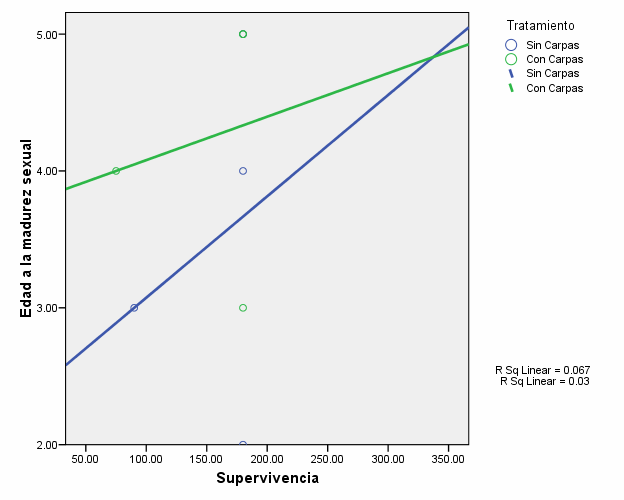 Tratamiento
Sin Carpas
Con Carpas
Sin Carpas
Con Carpas
Edad a la madurez sexual
5.00
4.00
3.00
2.00
R Sq Linear = 0.067
R Sq Linear = 0.03
50.00 100.00 150.00 200.00 250.00 300.00 350.00
Supervivencia